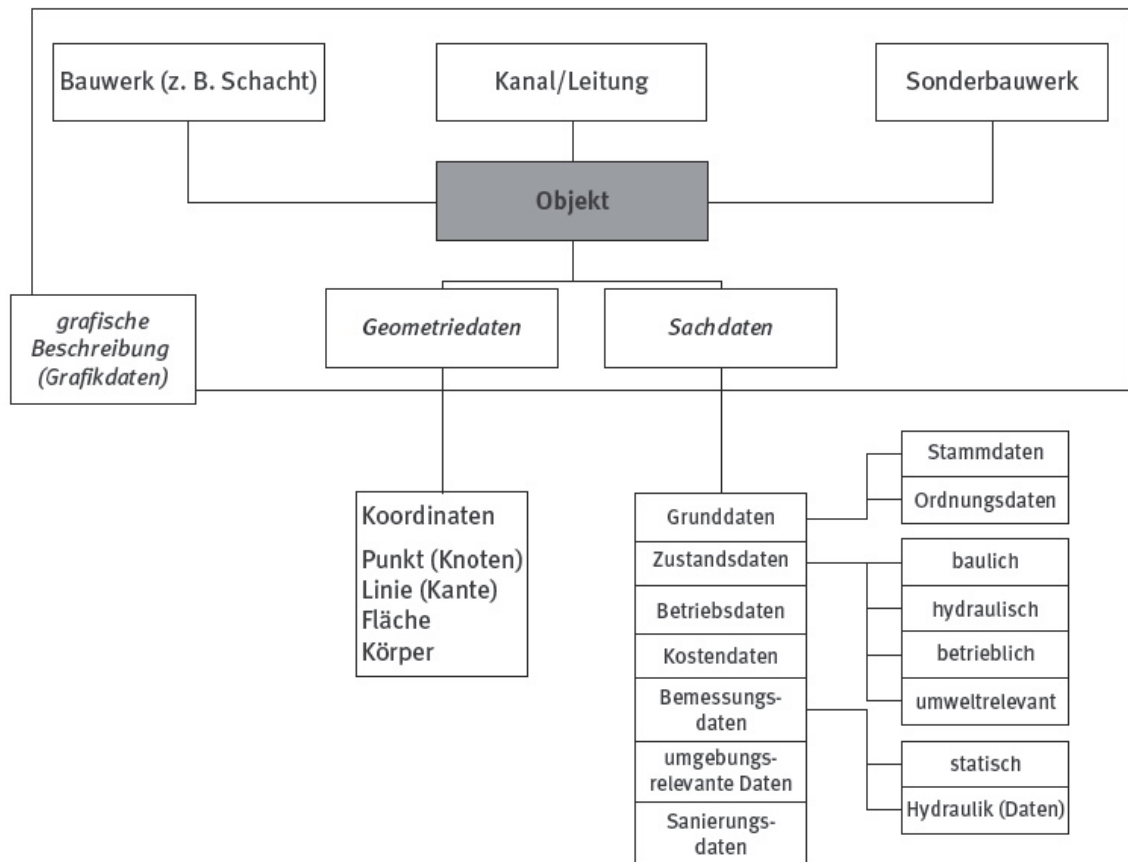 Bauwerk (z. B. Schacht)
Kanal/Leitung
Sonderbauwerk
Objekt
grafische
Beschreibung
(Grafikdaten)
Geometriedaten
Sachdaten
Koordinaten
Punkt (Knoten)
Linie (Kante)
Fläche
Körper
Grunddaten
Zustandsdaten
Betriebsdaten
Kostendaten
Bemessungs-
daten
umgebungs-
relevante Daten
Sanierungs-
daten
Stammdaten
Ordnungsdaten
baulich
hydraulisch
betrieblich
umweltrelevant
statisch
Hydraulik (Daten)